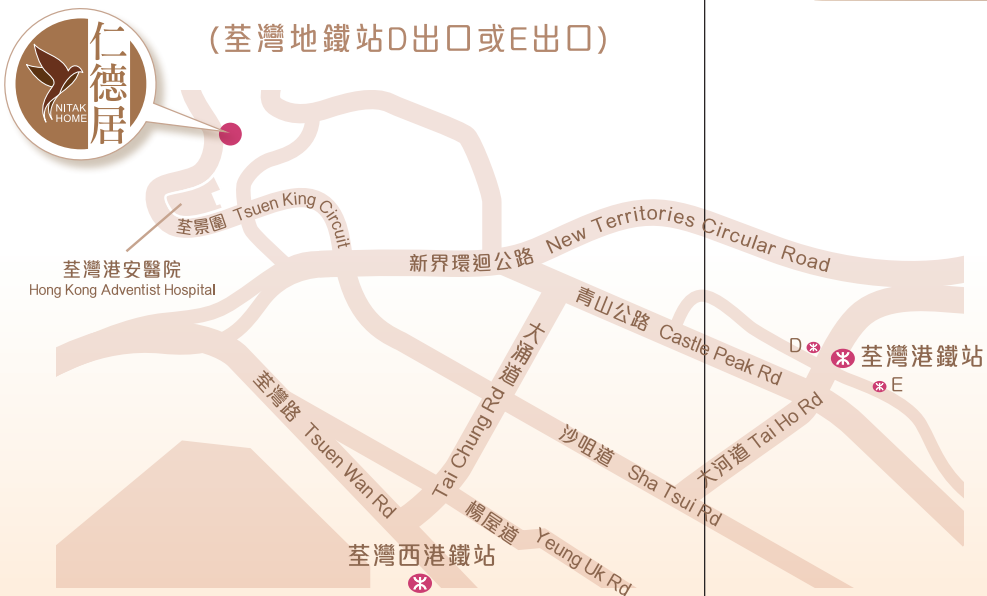 (荃灣地鐵站D出口或E出口)
仁德居
NITAK
HOME
荃景圍 Tsuen King Circuit
荃灣港安醫院
Hong Kong Adventist Hospital
新界環迴公路 New Territories Circular Road
青山公路 Castle Peak Rd
大涌道 Tai Chung Rd
D
荃灣港鐵站
E
荃灣路 Tsuen Wan Rd
大河道 Tai Ho Rd
沙咀道 Sha Tsui Rd
楊屋道 Yeung Uk Rd
荃灣西港鐵站